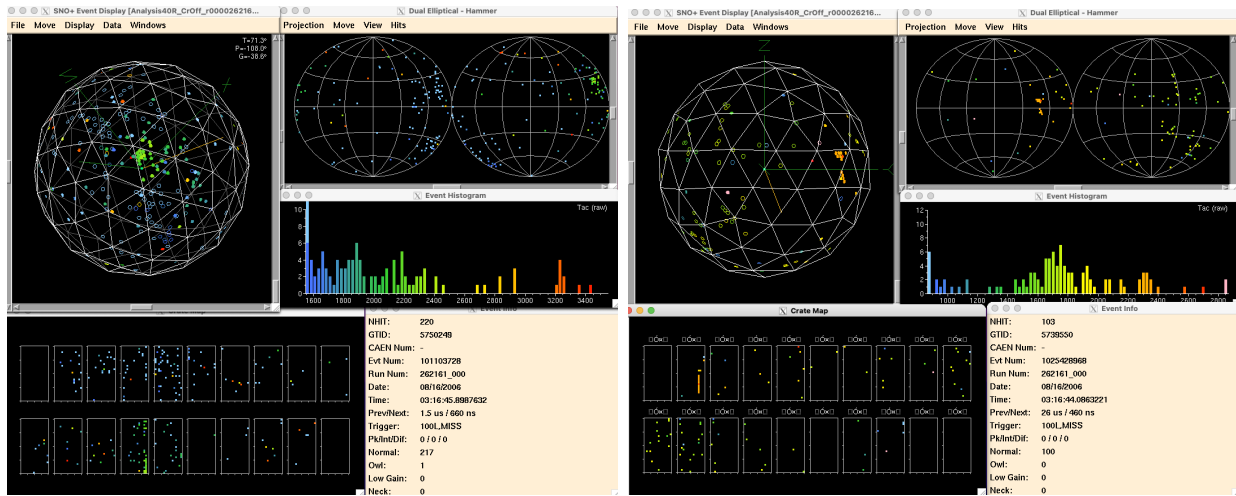 SNO+ Event Display [Analysis40R_CrOff_r000026216...
File Move Display Data Windows
T=71.3°
P=-108.0°
G=-38.6°
X Dual Elliptical - Hammer
Projection Move View Hits
X Event Histogram
Tac (raw)
12
10
8
6
4
2
0
1600 1800 2000 2200 2400 2600 2800 3000 3200 3400
Crate Map
Event Info
NHIT: 220
GTID: 5750249
CAEN Num: -
Evt Num: 101103728
Run Num: 262161_000
Date: 08/16/2006
Time: 03:16:45.8987632
Prev/Next: 1.5 us / 660 ns
Trigger: 100L,MISS
Pk/Int/Dif: 0 / 0 / 0
Normal: 217
Owl: 1
Low Gain: 0
Neck: 0
SNO+ Event Display [Analysis40R_CrOff_r000026216...
File Move Display Data Windows
X Dual Elliptical - Hammer
Projection Move View Hits
X Event Histogram
Tac (raw)
12
10
8
6
4
2
0
1000 1200 1400 1600 1800 2000 2200 2400 2600 2800
X Crate Map
X Event Info
NHIT: 103
GTID: 5739550
CAEN Num: -
Evt Num: 1025428968
Run Num: 262161_000
Date: 08/16/2006
Time: 03:16:44.0863221
Prev/Next: 26 us / 460 ns
Trigger: 100L,MISS
Pk/Int/Dif: 0 / 0 / 0
Normal: 100
Owl: 0
Low Gain: 0
Neck: 0